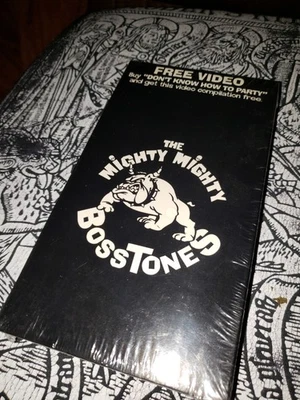 FREE VIDEO
Buy "DON'T KNOW HOW TO PARTY"
and get this video compilation free.
THE
MiGHTY MiGHTY
BOSSTONES